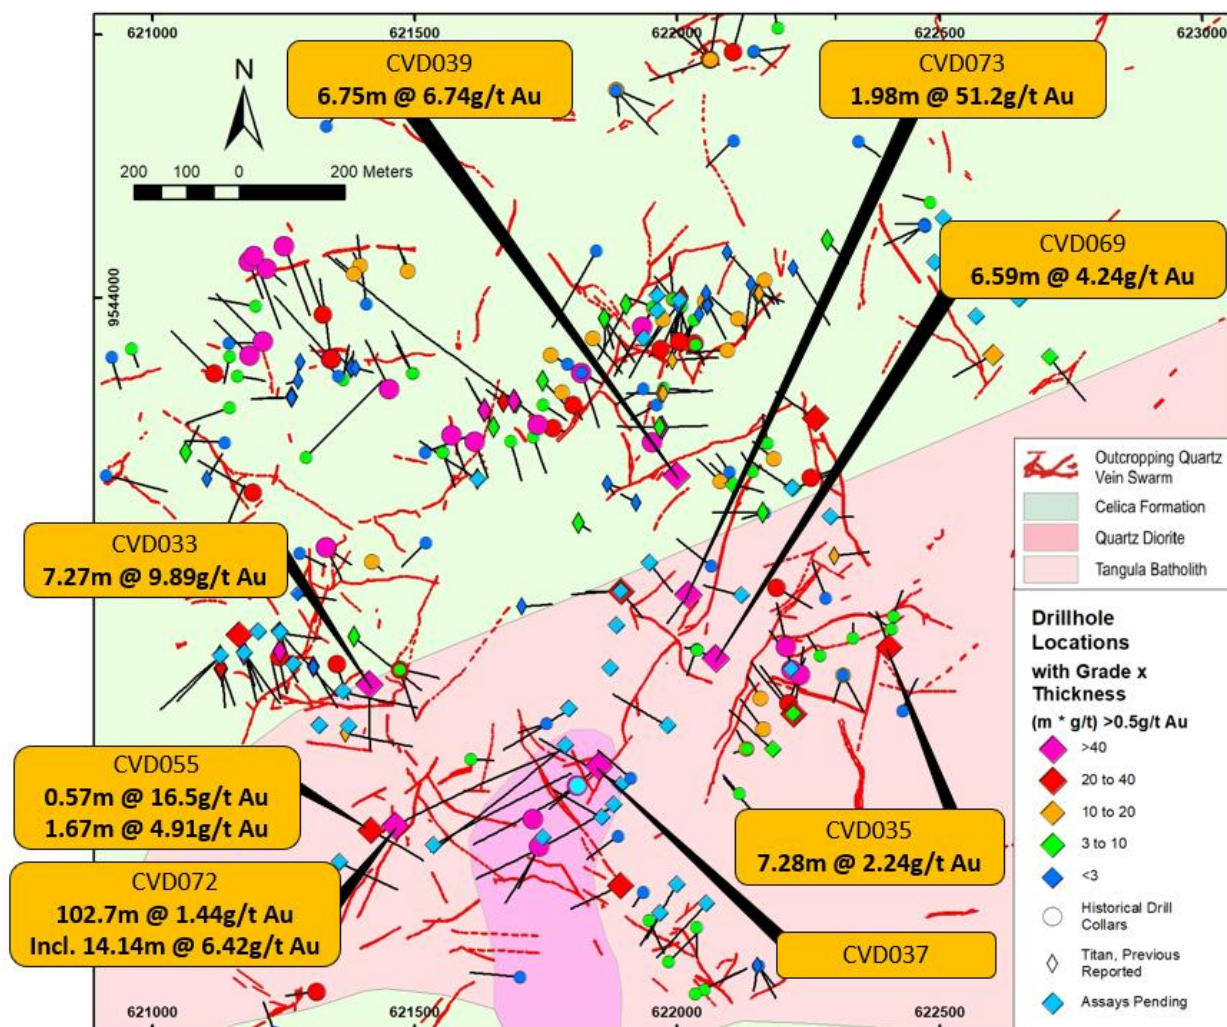 621000
621500
622000
622500
623000
CVD039
6.75m @ 6.74g/t Au
CVD073
1.98m @ 51.2g/t Au
N
200 100 0 200 Meters
CVD069
6.59m @ 4.24g/t Au
9544000
Outcropping Quartz
Vein Swarm
Celica Formation
Quartz Diorite
Tangula Batholith
CVD033
7.27m @ 9.89g/t Au
Drillhole
Locations
with Grade x
Thickness
(m * g/t) >0.5g/t Au
>40
20 to 40
10 to 20
3 to 10
<3
Historical Drill
Collars
Titan, Previous
Reported
Assays Pending
CVD055
0.57m @ 16.5g/t Au
1.67m @ 4.91g/t Au
CVD035
7.28m @ 2.24g/t Au
CVD072
102.7m @ 1.44g/t Au
Incl. 14.14m @ 6.42g/t Au
CVD037
621000
621500
622000
622500